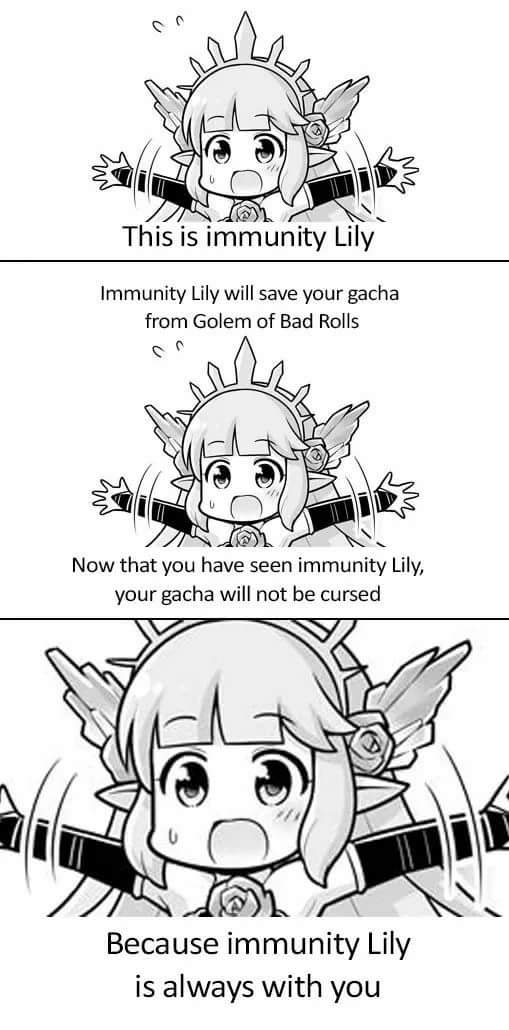 This is immunity Lily
Immunity Lily will save your gacha
from Golem of Bad Rolls
Now that you have seen immunity Lily,
your gacha will not be cursed
Because immunity Lily
is always with you